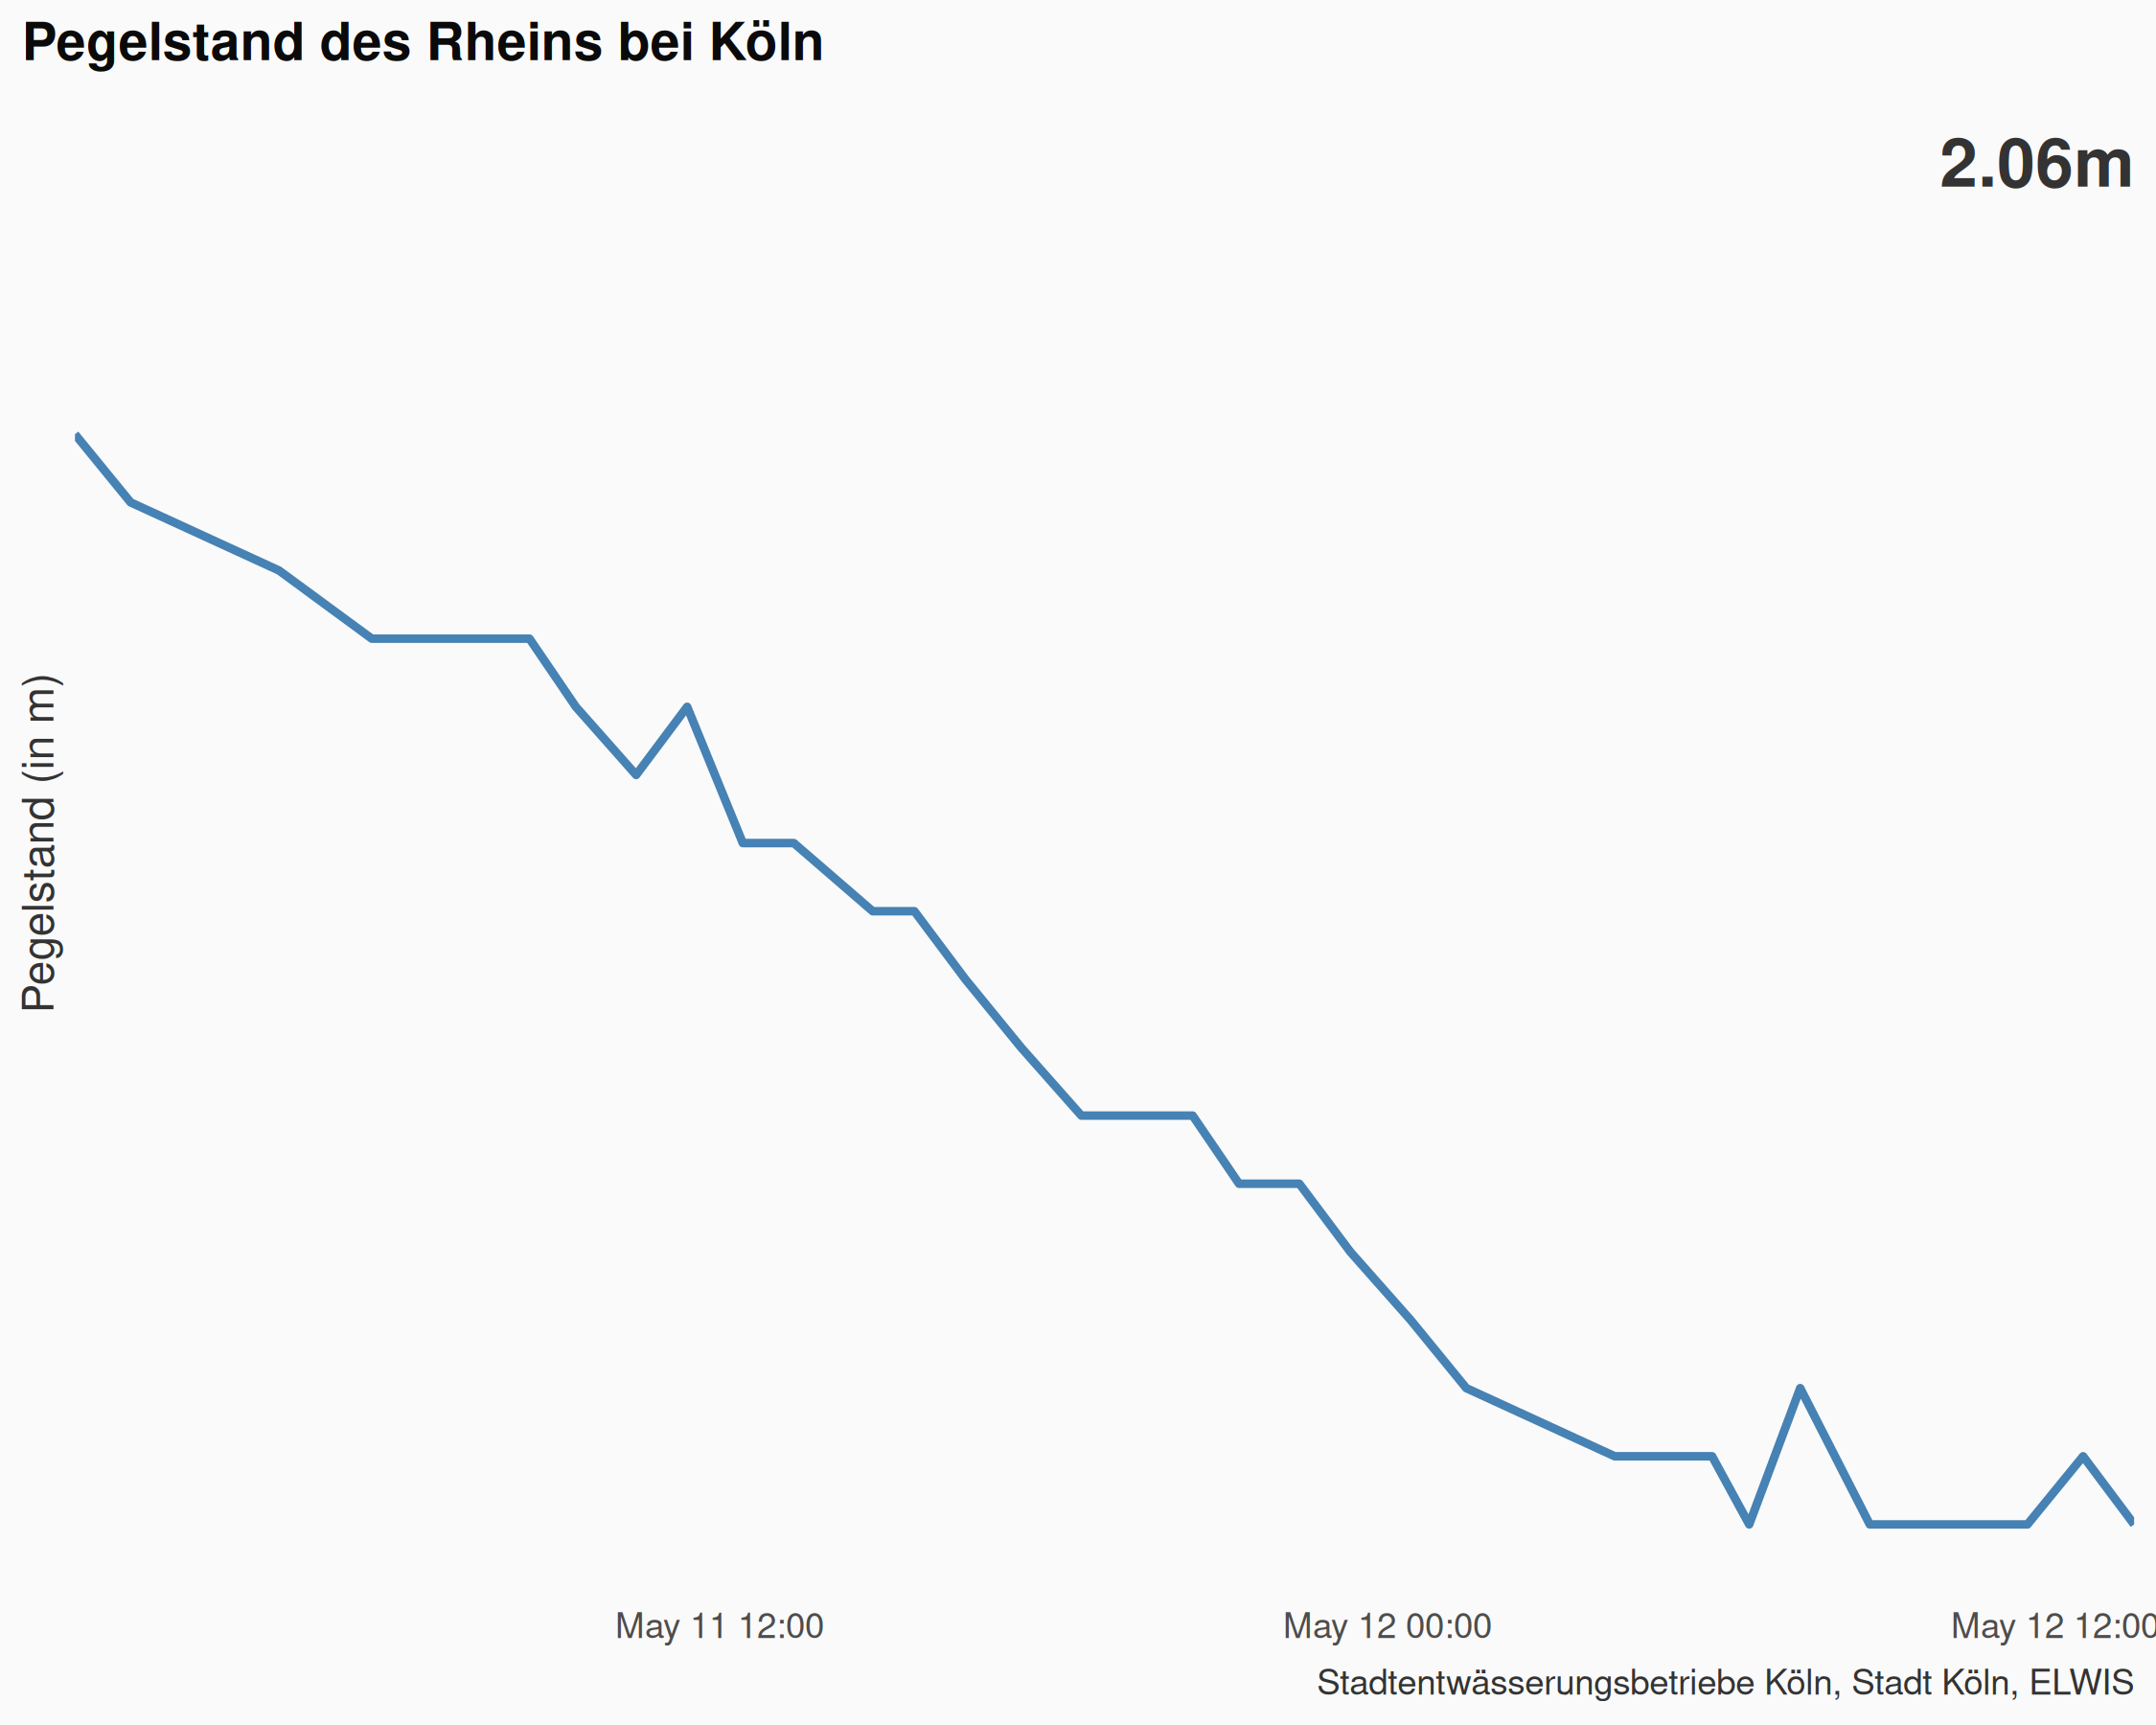 Pegelstand des Rheins bei Köln
2.06m
Pegelstand (in m)
May 11 12:00
May 12 00:00
May 12 12:00
Stadtentwässerungsbetriebe Köln, Stadt Köln, ELWIS